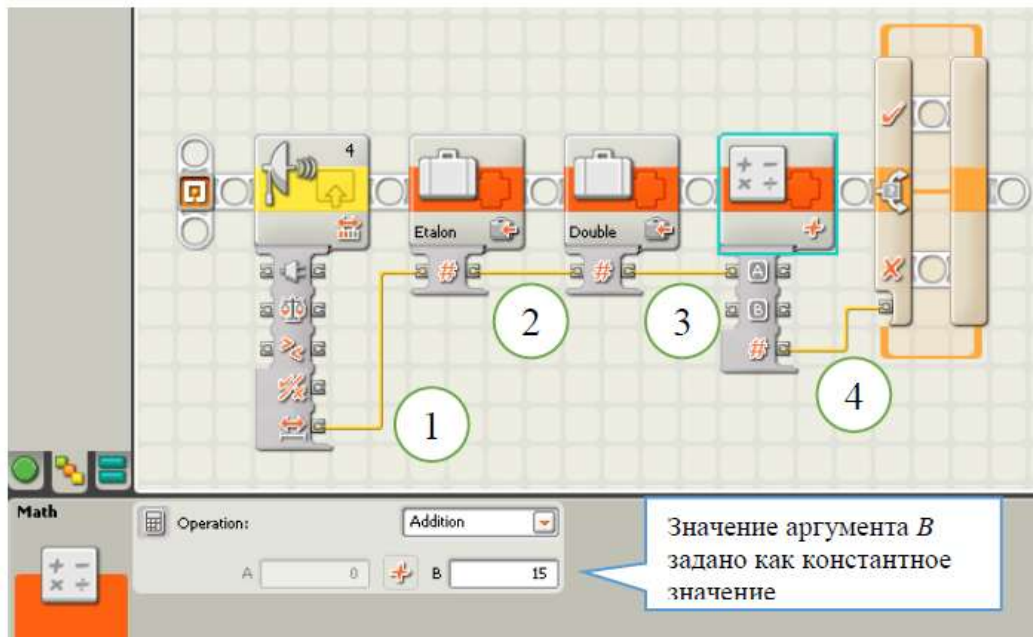 4
Etalon
Double
A
B
1
2
3
4
Math
Operation:
Addition
A
0
B
15
Значение аргумента B
задано как константное
значение